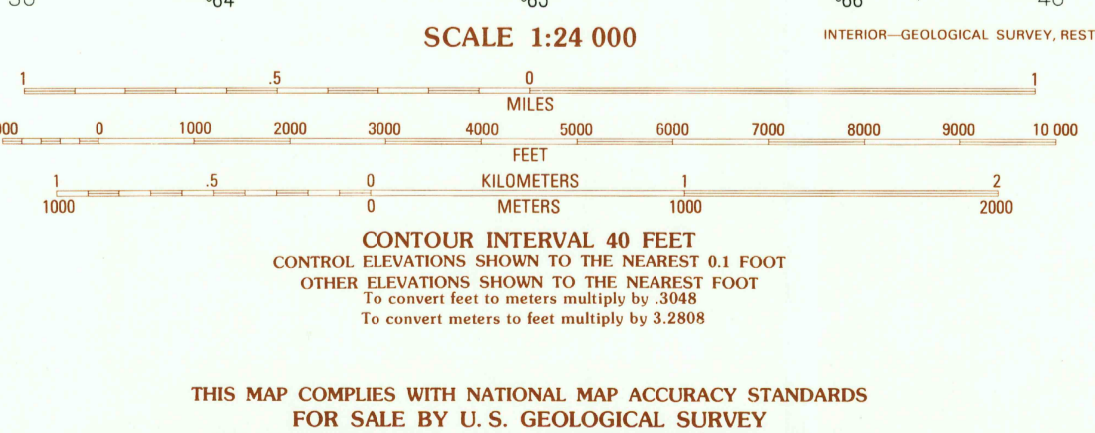 SCALE 1:24 000
INTERIOR—GEOLOGICAL SURVEY, REST
1 .5 0 1
MILES
000 0 1000 2000 3000 4000 5000 6000 7000 8000 9000 10 000
FEET
1 .5 0 KILOMETERS 1 2
1000 0 METERS 1000 2000
CONTOUR INTERVAL 40 FEET
CONTROL ELEVATIONS SHOWN TO THE NEAREST 0.1 FOOT
OTHER ELEVATIONS SHOWN TO THE NEAREST FOOT
To convert feet to meters multiply by .3048
To convert meters to feet multiply by 3.2808
THIS MAP COMPLIES WITH NATIONAL MAP ACCURACY STANDARDS
FOR SALE BY U. S. GEOLOGICAL SURVEY